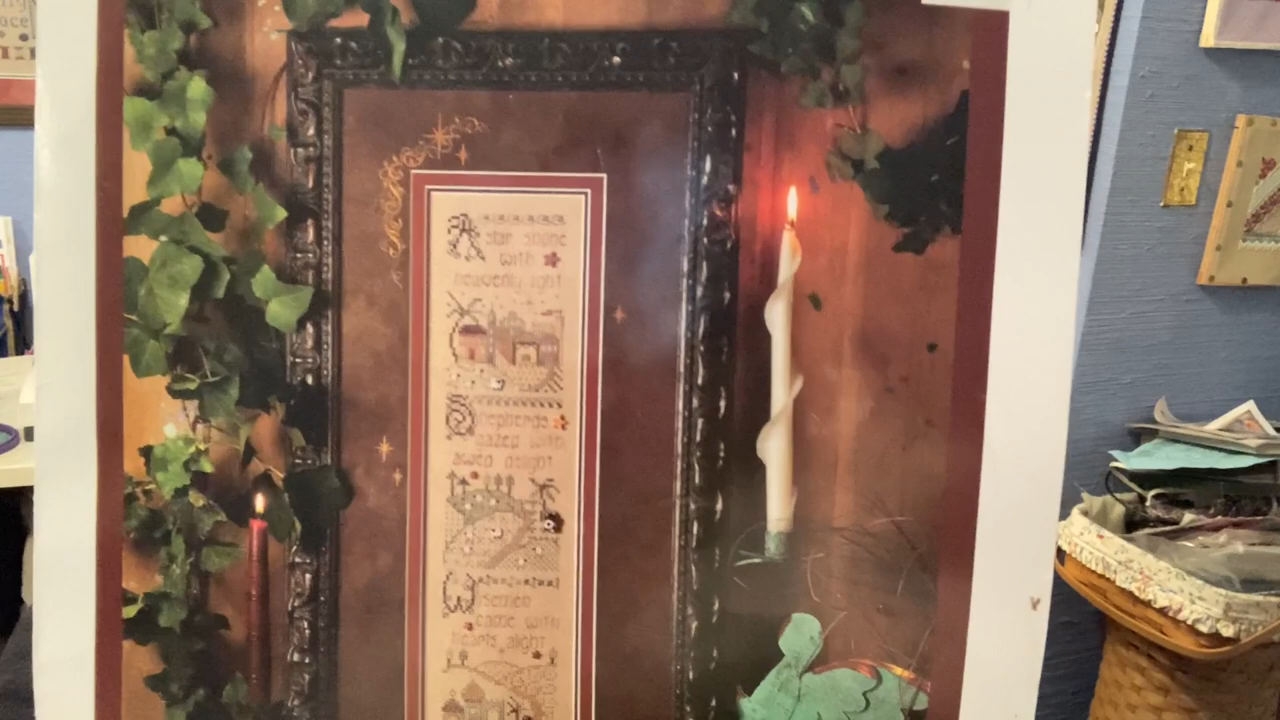 A star shone
with
heavenly light
Shepherds
gazed with
awed delight
Wisemen
came with
hearts alight